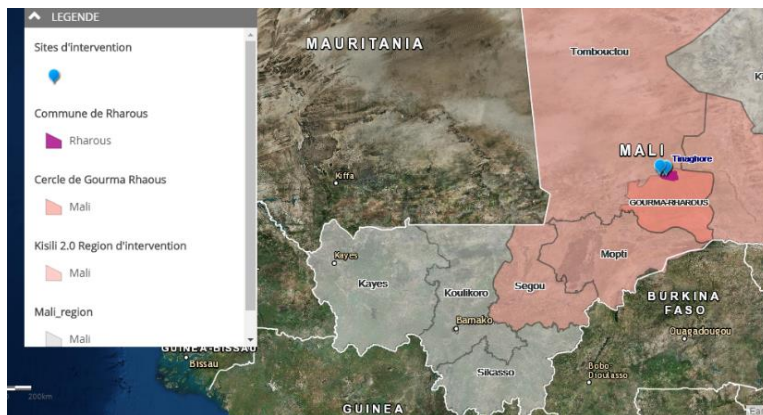 LEGENDE
Sites d'intervention
Commune de Rharous
Rharous
Cercle de Gourma Rhaous
Mali
Kisili 2.0 Region d'intervention
Mali
Mali_region
Mali
MAURITANIA
Tombouctou
Ki
MALI
Tinaghore
Kiffa
GOURMA-RHAROUS
Mopti
Kayes
Kayes
Segou
Koulikoro
BURKINA
FASO
Bamako
Ouagadougou
GUINEA-BISSAU
Bissau
Bobo
Dioulasso
Sikasso
200km
GUINEA